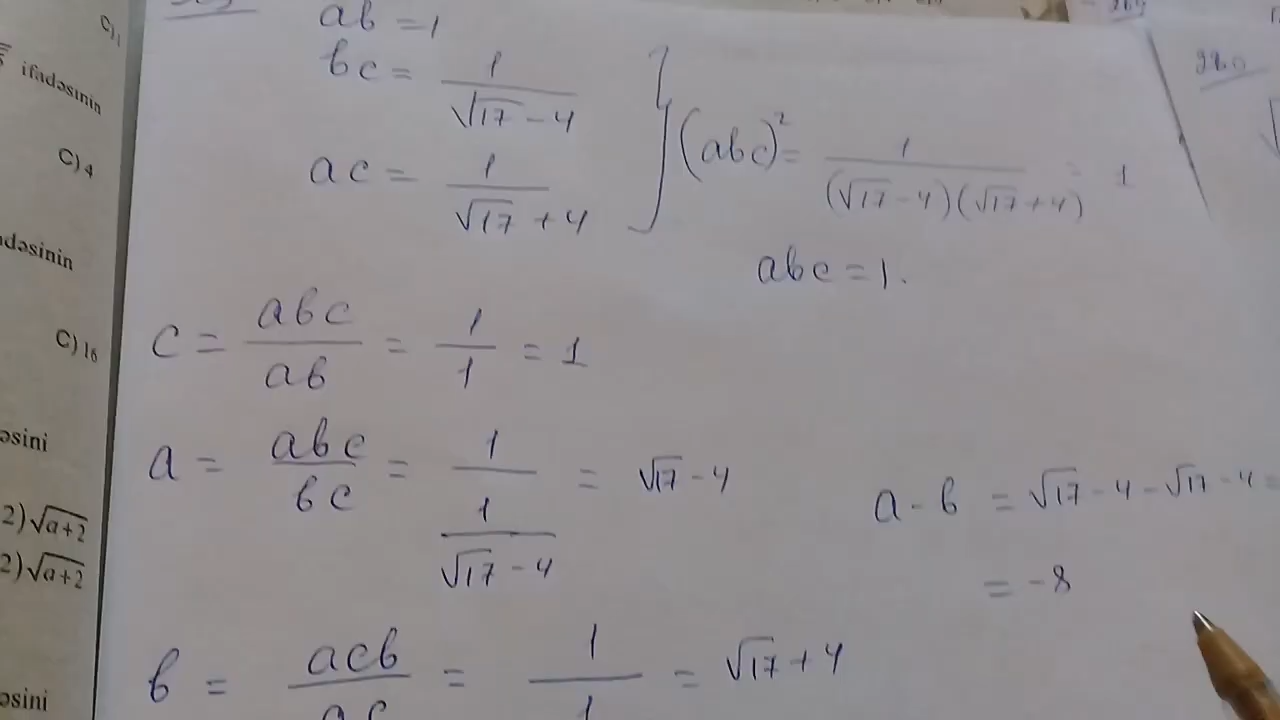 ab = 1
bc = 1/(√17 - 4)
ac = 1/(√17 + 4)
(abc)² = 1/((√17 - 4)(√17 + 4)) = 1
abc = 1.
c = abc/ab = 1/1 = 1
a = abc/bc = 1/(1/(√17 - 4)) = √17 - 4
a - b = √17 - 4 - √17 - 4 =
= -8
b = acb/ac = 1/1 = √17 + 4
ifadəsinin
C) 4
adəsinin
C) 16
əsini
2)√a+2
2)√a+2
əsini